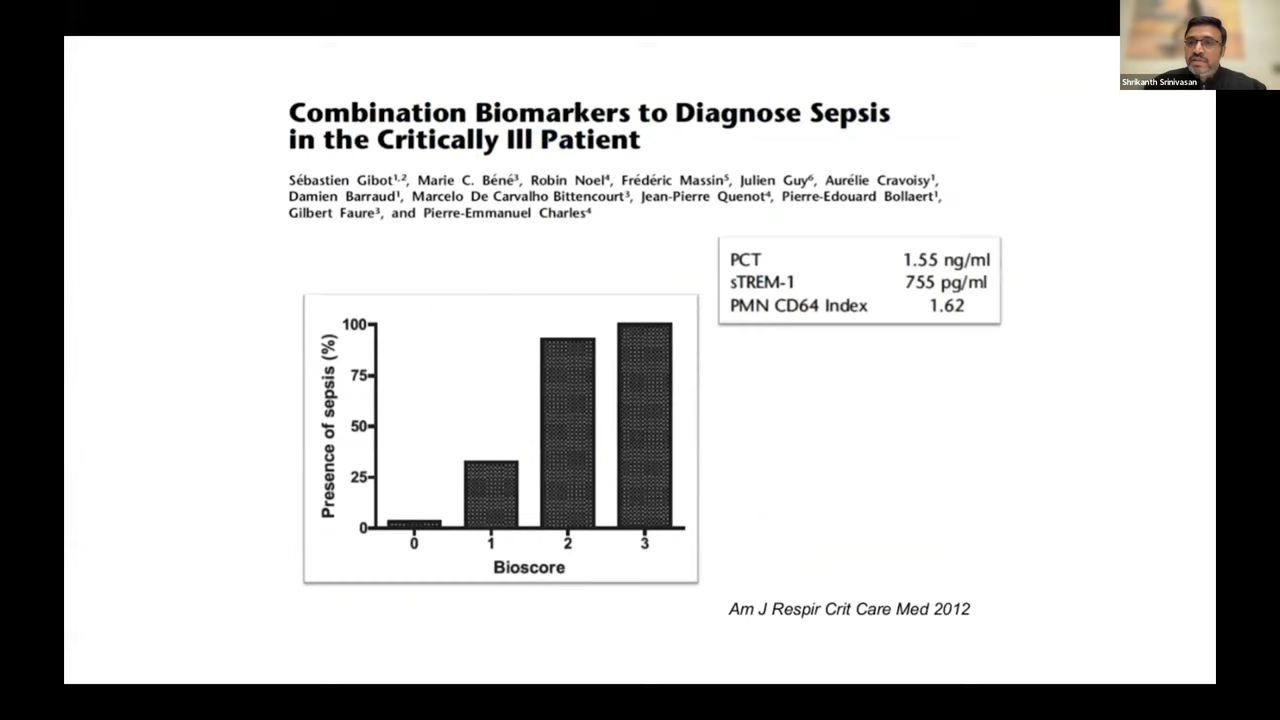 Shrikanth Srinivasan
Combination Biomarkers to Diagnose Sepsis
in the Critically Ill Patient
Sébastien Gibot1,2, Marie C. Béné3, Robin Noel4, Frédéric Massin5, Julien Guy6, Aurélie Cravoisy1,
Damien Barraud1, Marcelo De Carvalho Bittencourt3, Jean-Pierre Quenot4, Pierre-Edouard Bollaert1,
Gilbert Faure3, and Pierre-Emmanuel Charles4
PCT 1.55 ng/ml
sTREM-1 755 pg/ml
PMN CD64 Index 1.62
Presence of sepsis (%)
100
75
50
25
0
0 1 2 3
Bioscore
Am J Respir Crit Care Med 2012